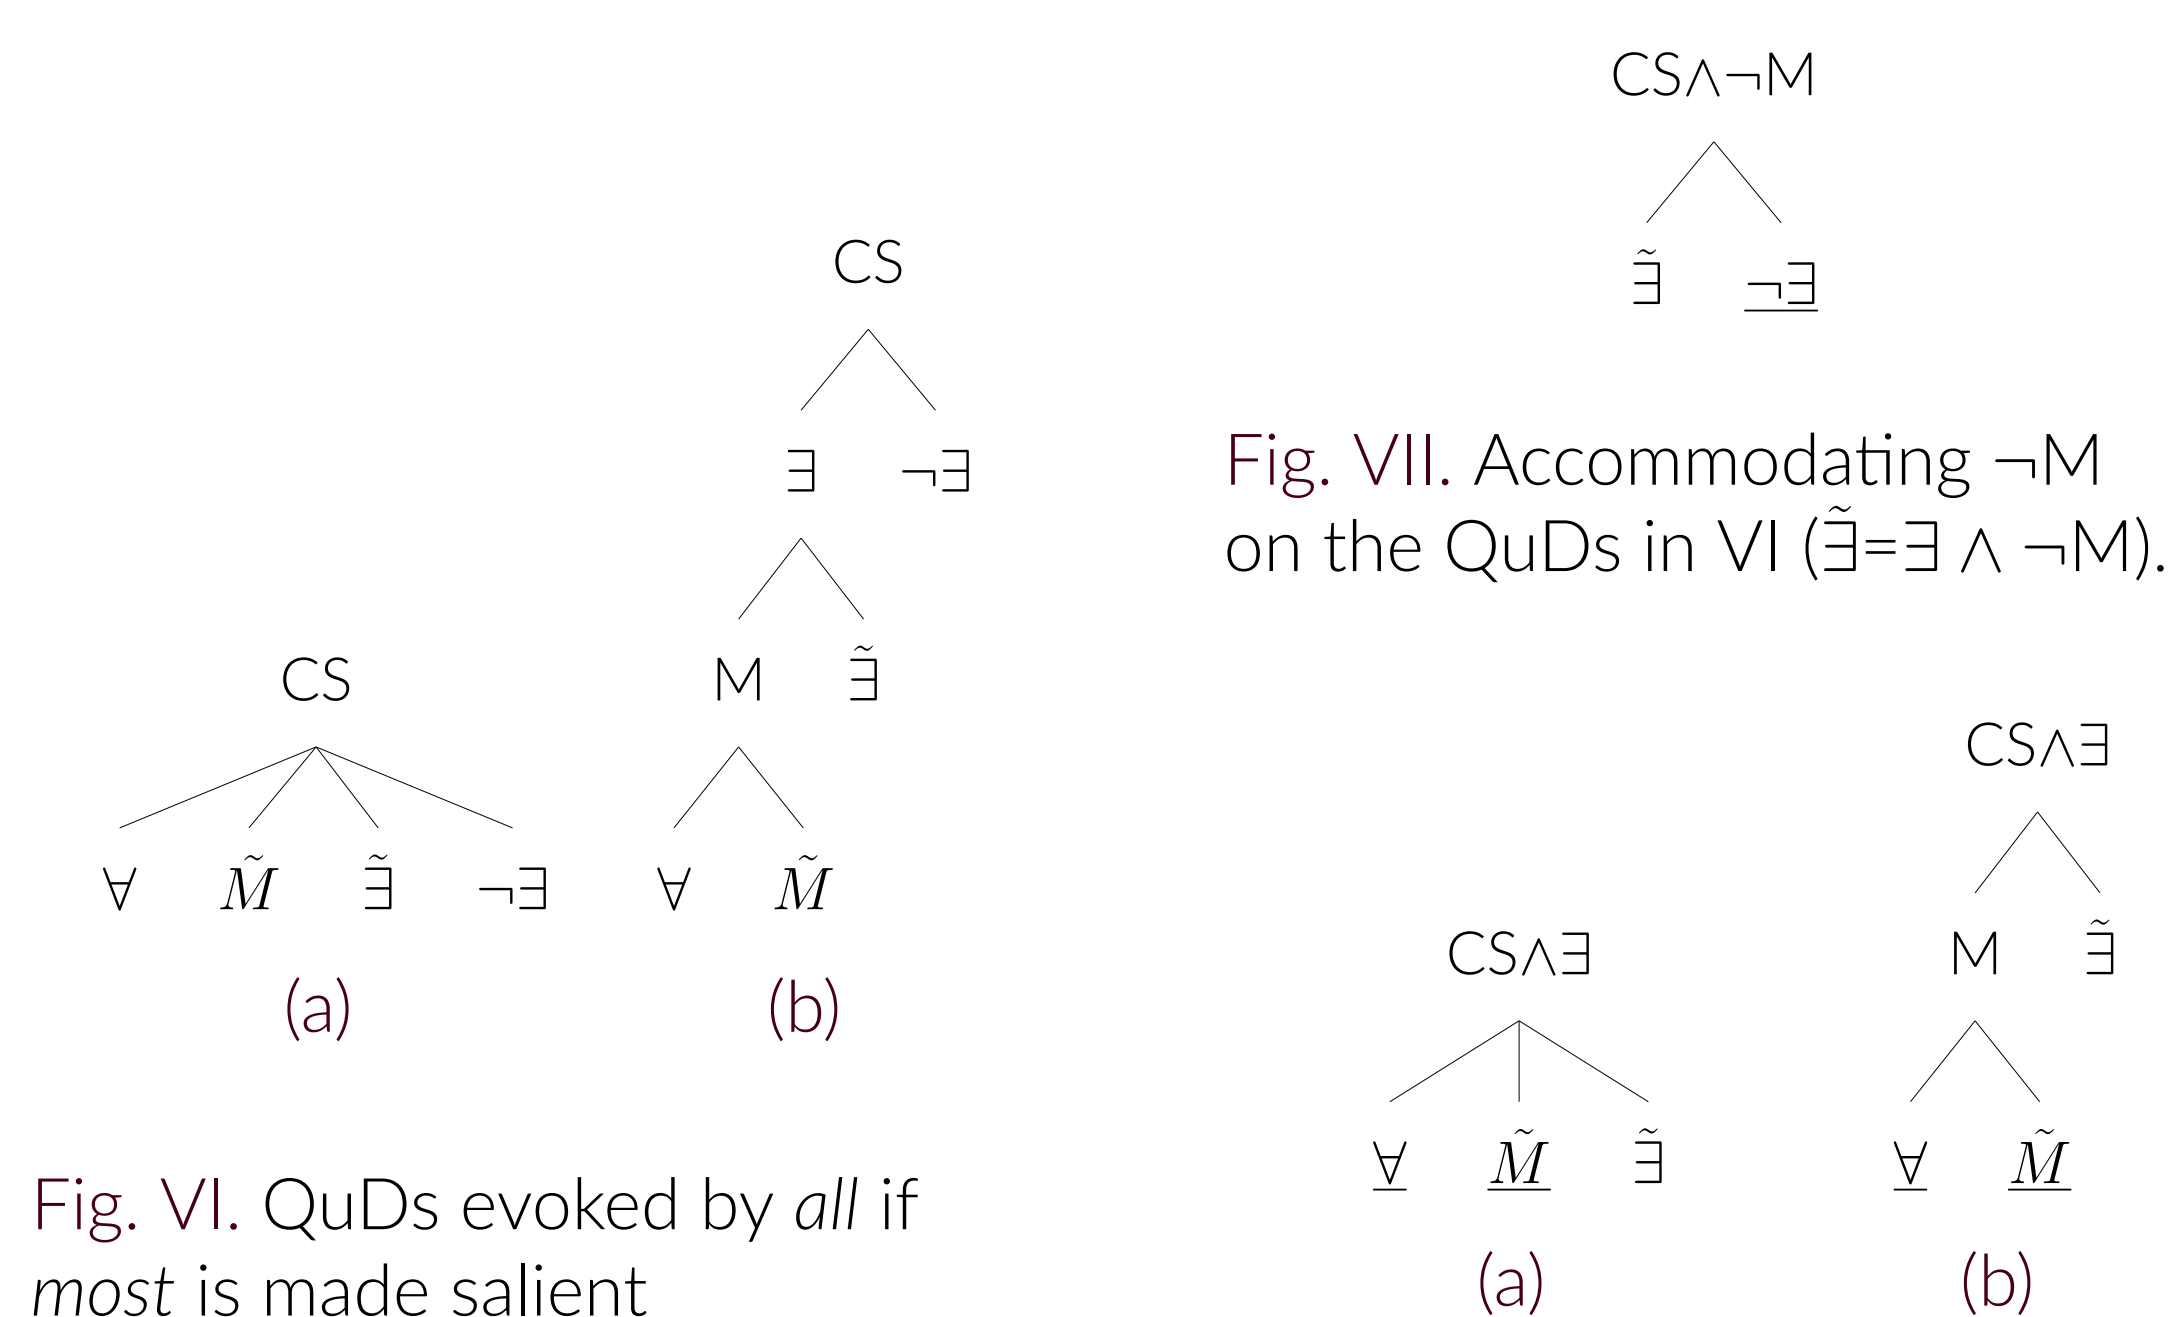 CS
∀ M̃ ∃̃ ¬∃
(a)
CS
∃ ¬∃
M ∃̃
∀ M̃
(b)
Fig. VI. QuDs evoked by all if
most is made salient
CS∧¬M
∃̃ ¬∃
Fig. VII. Accommodating ¬M
on the QuDs in VI (∃̃=∃ ∧ ¬M).
CS∧∃
∀ M̃ ∃̃
(a)
CS∧∃
M ∃̃
∀ M̃
(b)